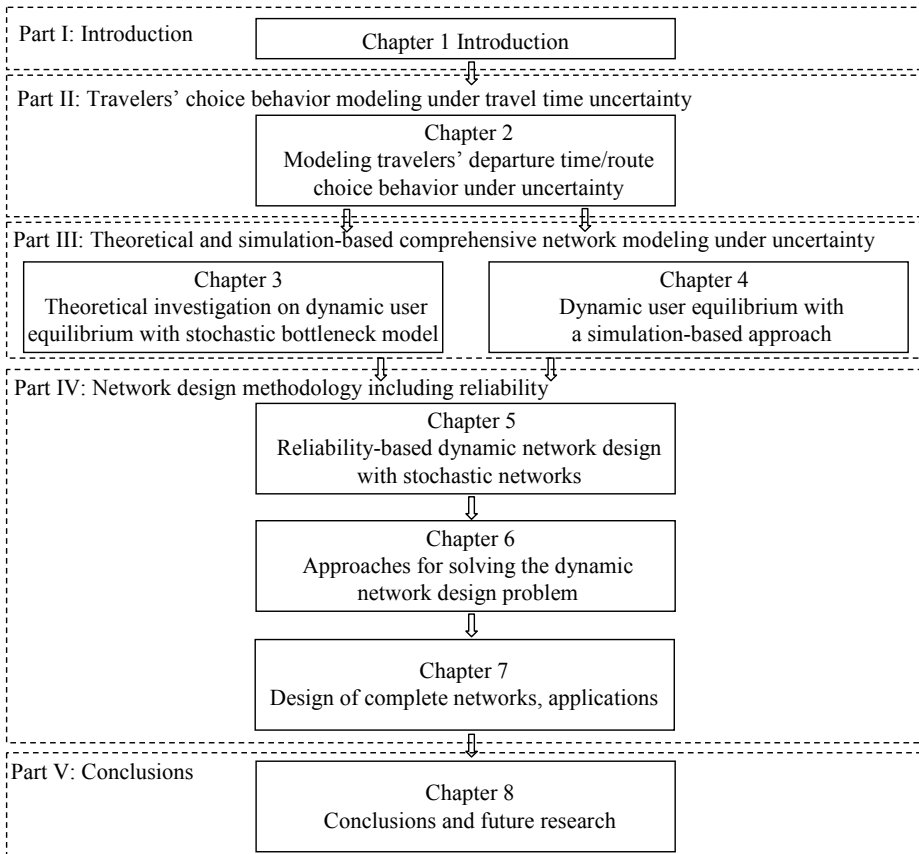 Part I: Introduction
Chapter 1 Introduction
Part II: Travelers’ choice behavior modeling under travel time uncertainty
Chapter 2
Modeling travelers’ departure time/route
choice behavior under uncertainty
Part III: Theoretical and simulation-based comprehensive network modeling under uncertainty
Chapter 3
Theoretical investigation on dynamic user
equilibrium with stochastic bottleneck model
Chapter 4
Dynamic user equilibrium with
a simulation-based approach
Part IV: Network design methodology including reliability
Chapter 5
Reliability-based dynamic network design
with stochastic networks
Chapter 6
Approaches for solving the dynamic
network design problem
Chapter 7
Design of complete networks, applications
Part V: Conclusions
Chapter 8
Conclusions and future research